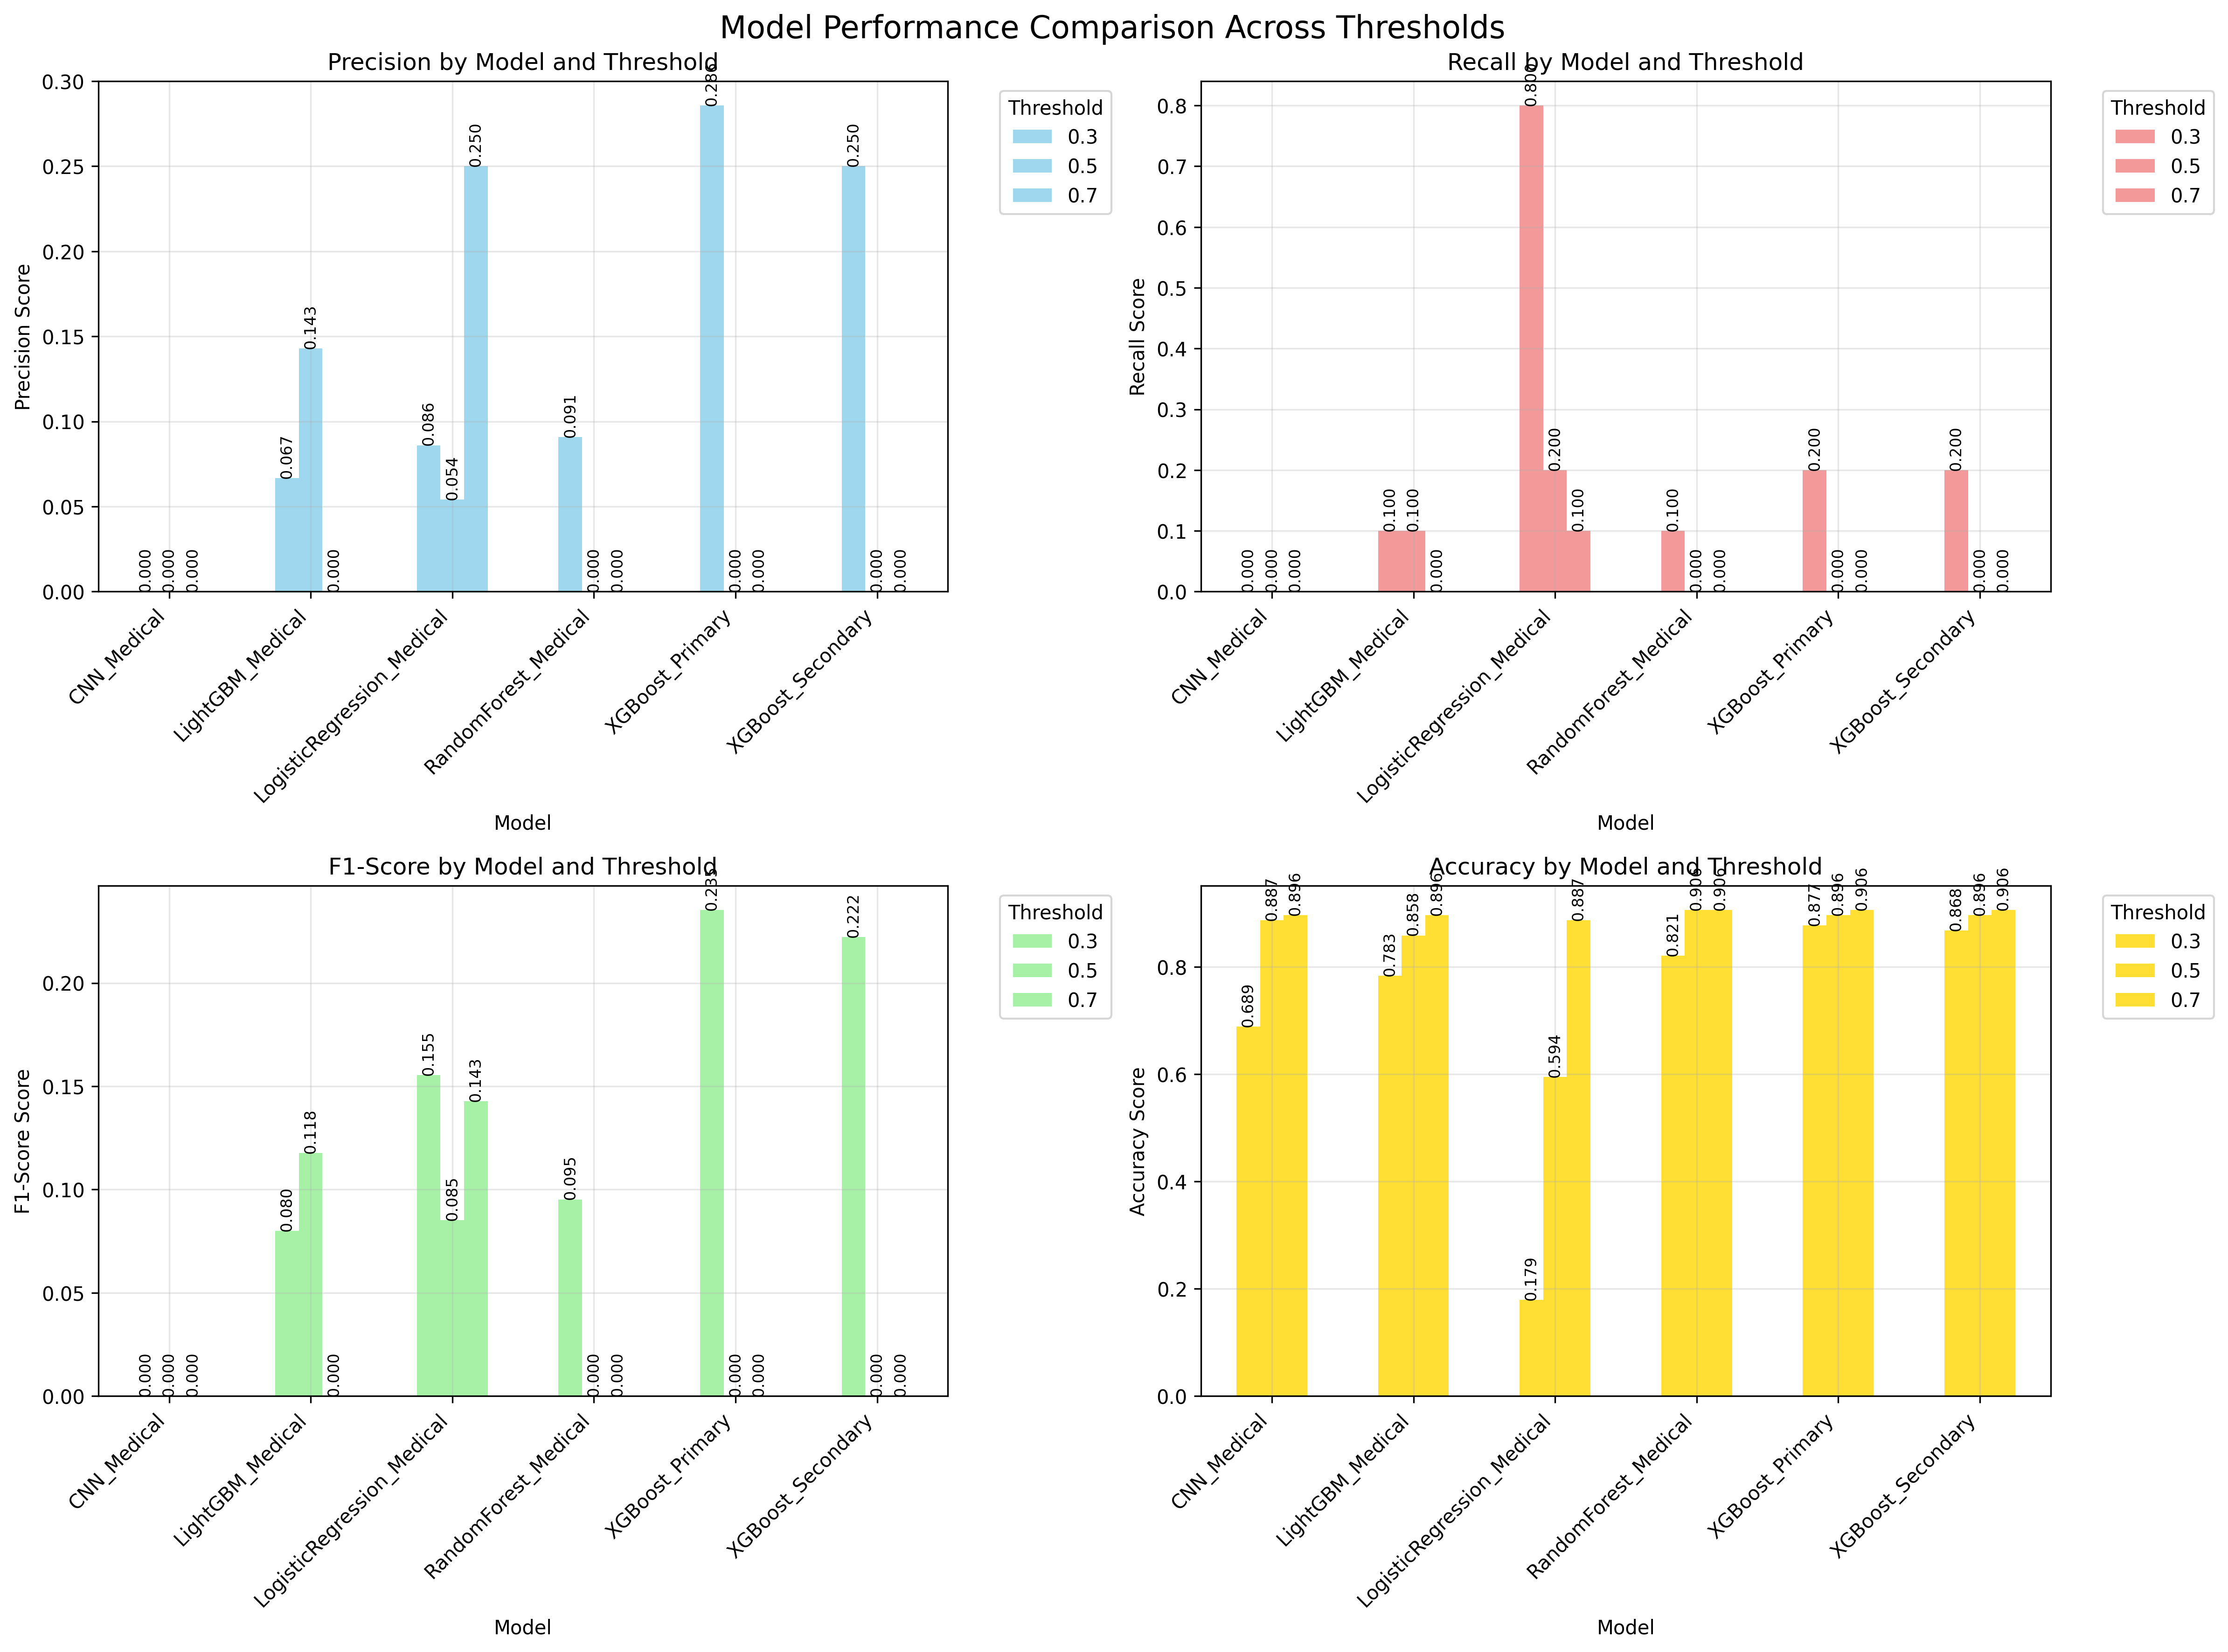 Model Performance Comparison Across Thresholds
Precision by Model and Threshold
Precision Score
0.30
0.25
0.20
0.15
0.10
0.05
0.00
0.000
0.000
0.000
0.067
0.143
0.000
0.086
0.054
0.250
0.091
0.000
0.000
0.286
0.000
0.000
0.250
0.000
0.000
CNN_Medical
LightGBM_Medical
LogisticRegression_Medical
RandomForest_Medical
XGBoost_Primary
XGBoost_Secondary
Model
Threshold
0.3
0.5
0.7
Recall by Model and Threshold
Recall Score
0.8
0.7
0.6
0.5
0.4
0.3
0.2
0.1
0.0
0.000
0.000
0.000
0.100
0.100
0.000
0.800
0.200
0.100
0.100
0.000
0.000
0.200
0.000
0.000
0.200
0.000
0.000
CNN_Medical
LightGBM_Medical
LogisticRegression_Medical
RandomForest_Medical
XGBoost_Primary
XGBoost_Secondary
Model
Threshold
0.3
0.5
0.7
F1-Score by Model and Threshold
F1-Score Score
0.20
0.15
0.10
0.05
0.00
0.000
0.000
0.000
0.080
0.118
0.000
0.155
0.085
0.143
0.095
0.000
0.000
0.235
0.000
0.000
0.222
0.000
0.000
CNN_Medical
LightGBM_Medical
LogisticRegression_Medical
RandomForest_Medical
XGBoost_Primary
XGBoost_Secondary
Model
Threshold
0.3
0.5
0.7
Accuracy by Model and Threshold
Accuracy Score
0.8
0.6
0.4
0.2
0.0
0.689
0.887
0.896
0.783
0.858
0.896
0.179
0.594
0.887
0.821
0.906
0.906
0.877
0.896
0.906
0.868
0.896
0.906
CNN_Medical
LightGBM_Medical
LogisticRegression_Medical
RandomForest_Medical
XGBoost_Primary
XGBoost_Secondary
Model
Threshold
0.3
0.5
0.7